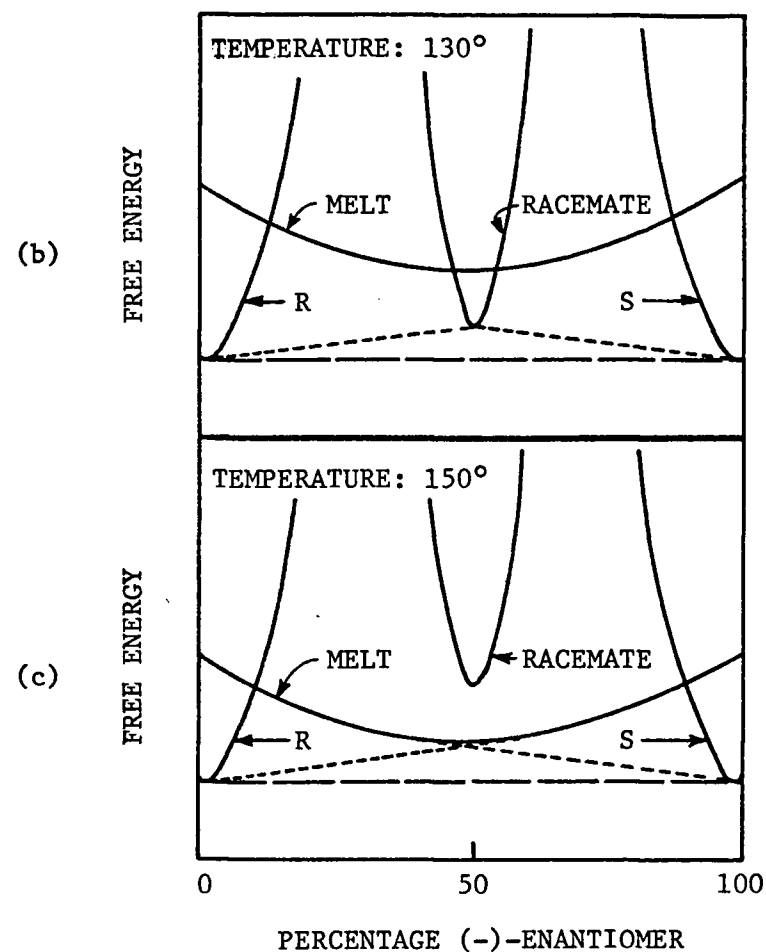 (b)
FREE ENERGY
TEMPERATURE: 130°
MELT
RACEMATE
R
S
(c)
FREE ENERGY
TEMPERATURE: 150°
MELT
RACEMATE
R
S
0
50
100
PERCENTAGE (-)-ENANTIOMER